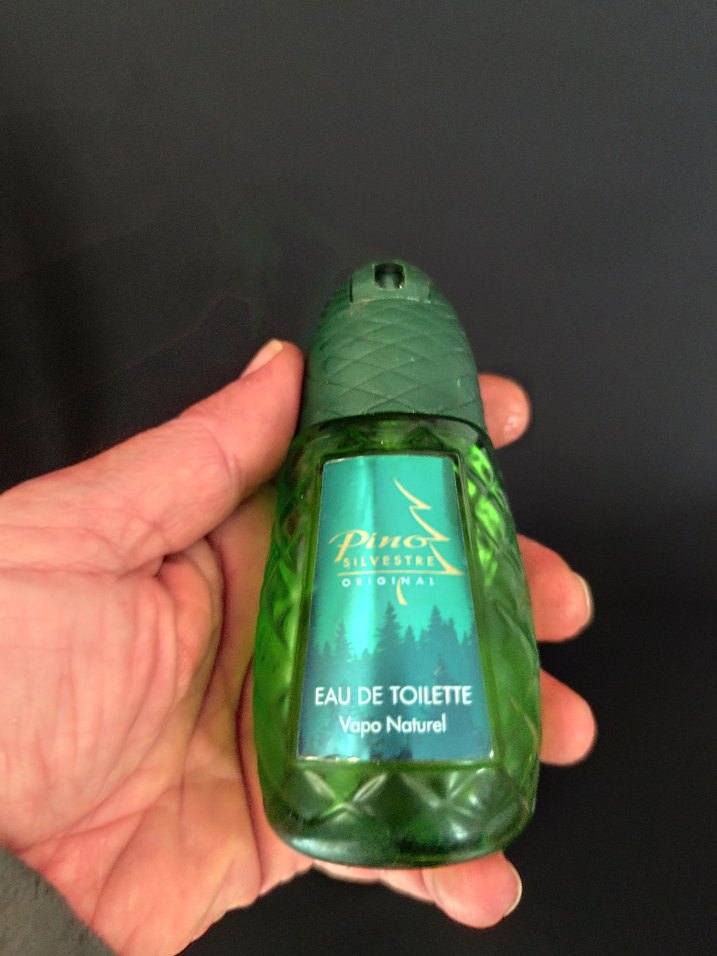 Pino
SILVESTRE
ORIGINAL
EAU DE TOILETTE
Vapo Naturel